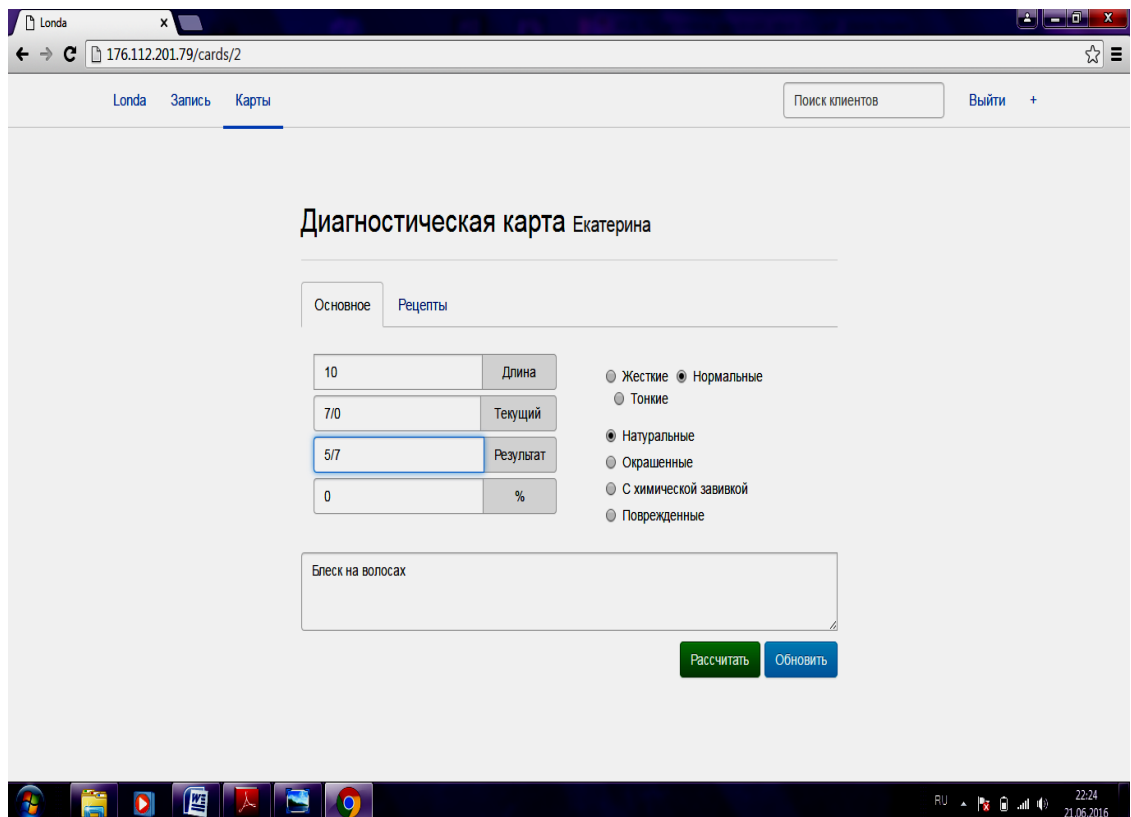 Londa
176.112.201.79/cards/2
Londa Запись Карты Поиск клиентов Выйти +
Диагностическая карта Екатерина
Основное Рецепты
10 Длина
7/0 Текущий
5/7 Результат
0 %
Жесткие Нормальные
Тонкие
Натуральные
Окрашенные
С химической завивкой
Поврежденные
Блеск на волосах
Рассчитать Обновить
RU 22:24
21.06.2016